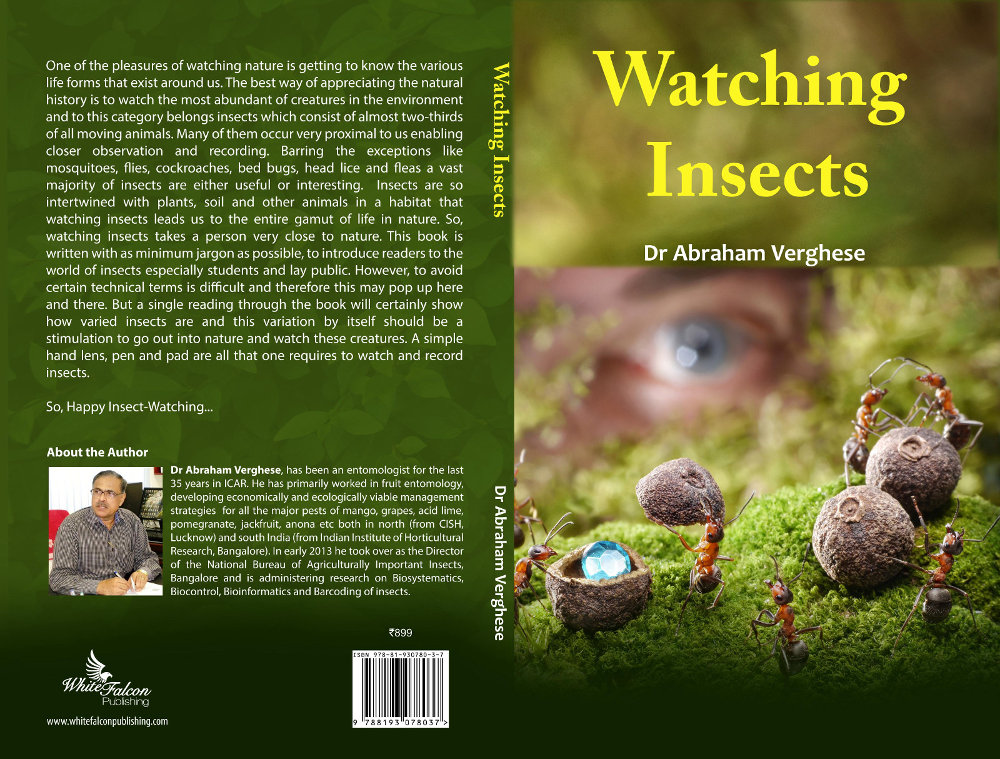 One of the pleasures of watching nature is getting to know the various
life forms that exist around us. The best way of appreciating the natural
history is to watch the most abundant of creatures in the environment
and to this category belongs insects which consist of almost two-thirds
of all moving animals. Many of them occur very proximal to us enabling
closer observation and recording. Barring the exceptions like
mosquitoes, flies, cockroaches, bed bugs, head lice and fleas a vast
majority of insects are either useful or interesting. Insects are so
intertwined with plants, soil and other animals in a habitat that
watching insects leads us to the entire gamut of life in nature. So,
watching insects takes a person very close to nature. This book is
written with as minimum jargon as possible, to introduce readers to the
world of insects especially students and lay public. However, to avoid
certain technical terms is difficult and therefore this may pop up here
and there. But a single reading through the book will certainly show
how varied insects are and this variation by itself should be a
stimulation to go out into nature and watch these creatures. A simple
hand lens, pen and pad are all that one requires to watch and record
insects.
So, Happy Insect-Watching...
About the Author
Dr Abraham Verghese, has been an entomologist for the last
35 years in ICAR. He has primarily worked in fruit entomology,
developing economically and ecologically viable management
strategies for all the major pests of mango, grapes, acid lime,
pomegranate, jackfruit, anona etc both in north (from CISH,
Lucknow) and south India (from Indian Institute of Horticultural
Research, Bangalore). In early 2013 he took over as the Director
of the National Bureau of Agriculturally Important Insects,
Bangalore and is administering research on Biosystematics,
Biocontrol, Bioinformatics and Barcoding of insects.
₹899
ISBN 978-81-930780-3-7
9 788193 078037 >
White Falcon
Publishing
www.whitefalconpublishing.com
Watching Insects
Dr Abraham Verghese
Watching
Insects
Dr Abraham Verghese